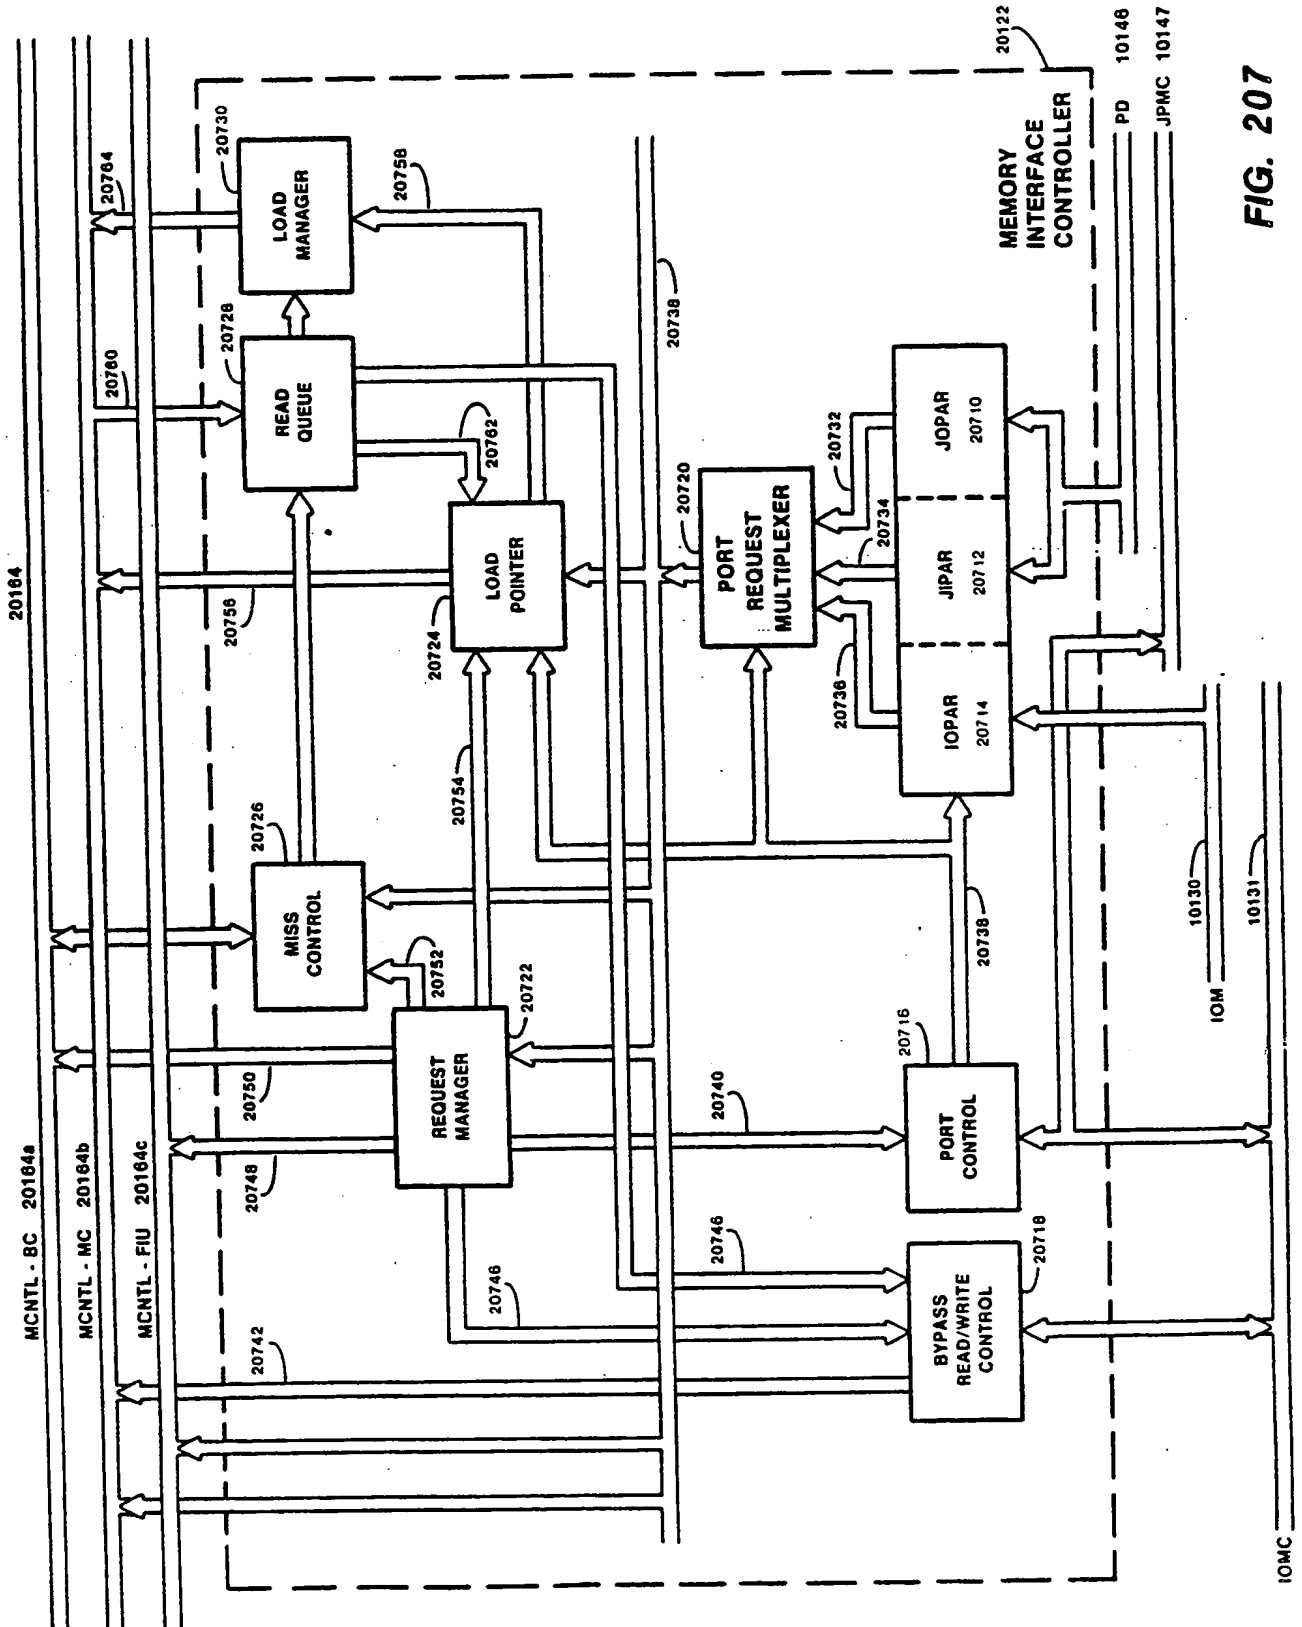 20164
MCNTL - BC 20164a
MCNTL - MC 20164b
MCNTL - FIU 20164c
20742
20748
20750
20756
20760
20764
MISS
CONTROL
20726
READ
QUEUE
20728
LOAD
MANAGER
20730
20758
20762
20752
REQUEST
MANAGER
20722
20754
LOAD
POINTER
20724
20746
20746
20740
20738
PORT
REQUEST
MULTIPLEXER
20720
20736
20734
20732
IOPAR
20714
JIPAR
20712
JOPAR
20710
BYPASS
READ/WRITE
CONTROL
20718
PORT
CONTROL
20716
20738
MEMORY
INTERFACE
CONTROLLER
20122
PD 10146
JPMC 10147
IOM
10130
IOMC
10131
FIG. 207